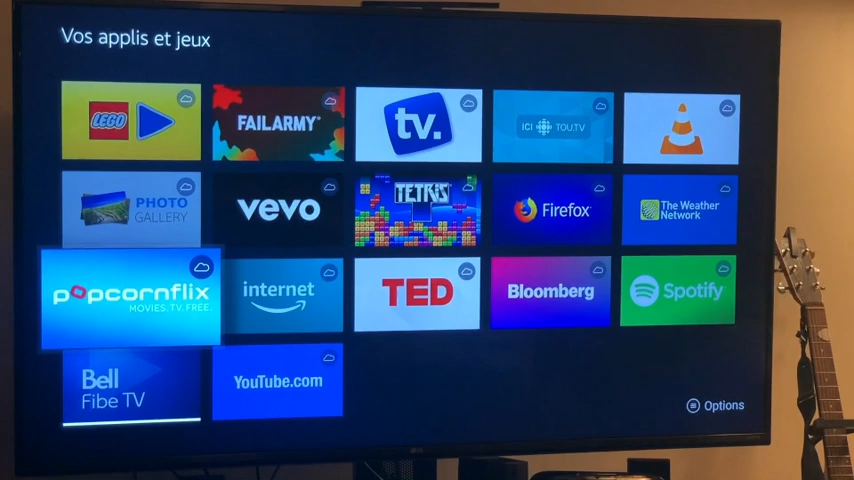 Vos applis et jeux
LEGO
FAILARMY
tv.
ICI TOU.TV
PHOTO
GALLERY
vevo
TETRIS
Firefox
The Weather
Network
popcornflix
MOVIES. TV. FREE.
internet
TED
Bloomberg
Spotify
Bell
Fibe TV
YouTube.com
Options
LG